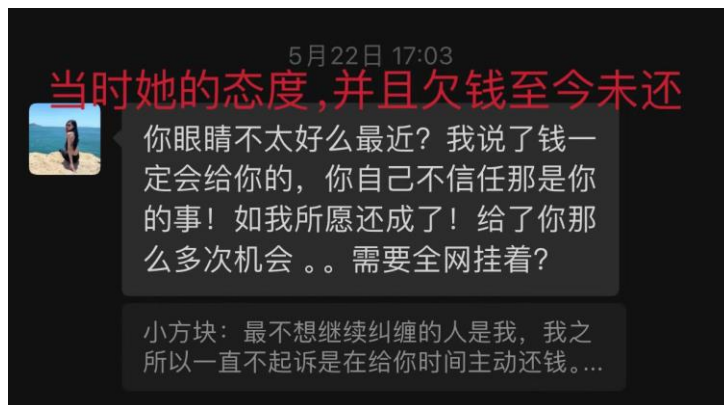 5月22日 17:03
当时她的态度,并且欠钱至今未还
你眼睛不太好么最近？我说了钱一
定会给你的，你自己不信任那是你
的事！如我所愿还成了！给了你那
么多次机会 。。需要全网挂着？
小方块：最不想继续纠缠的人是我，我之
所以一直不起诉是在给你时间主动还钱。...